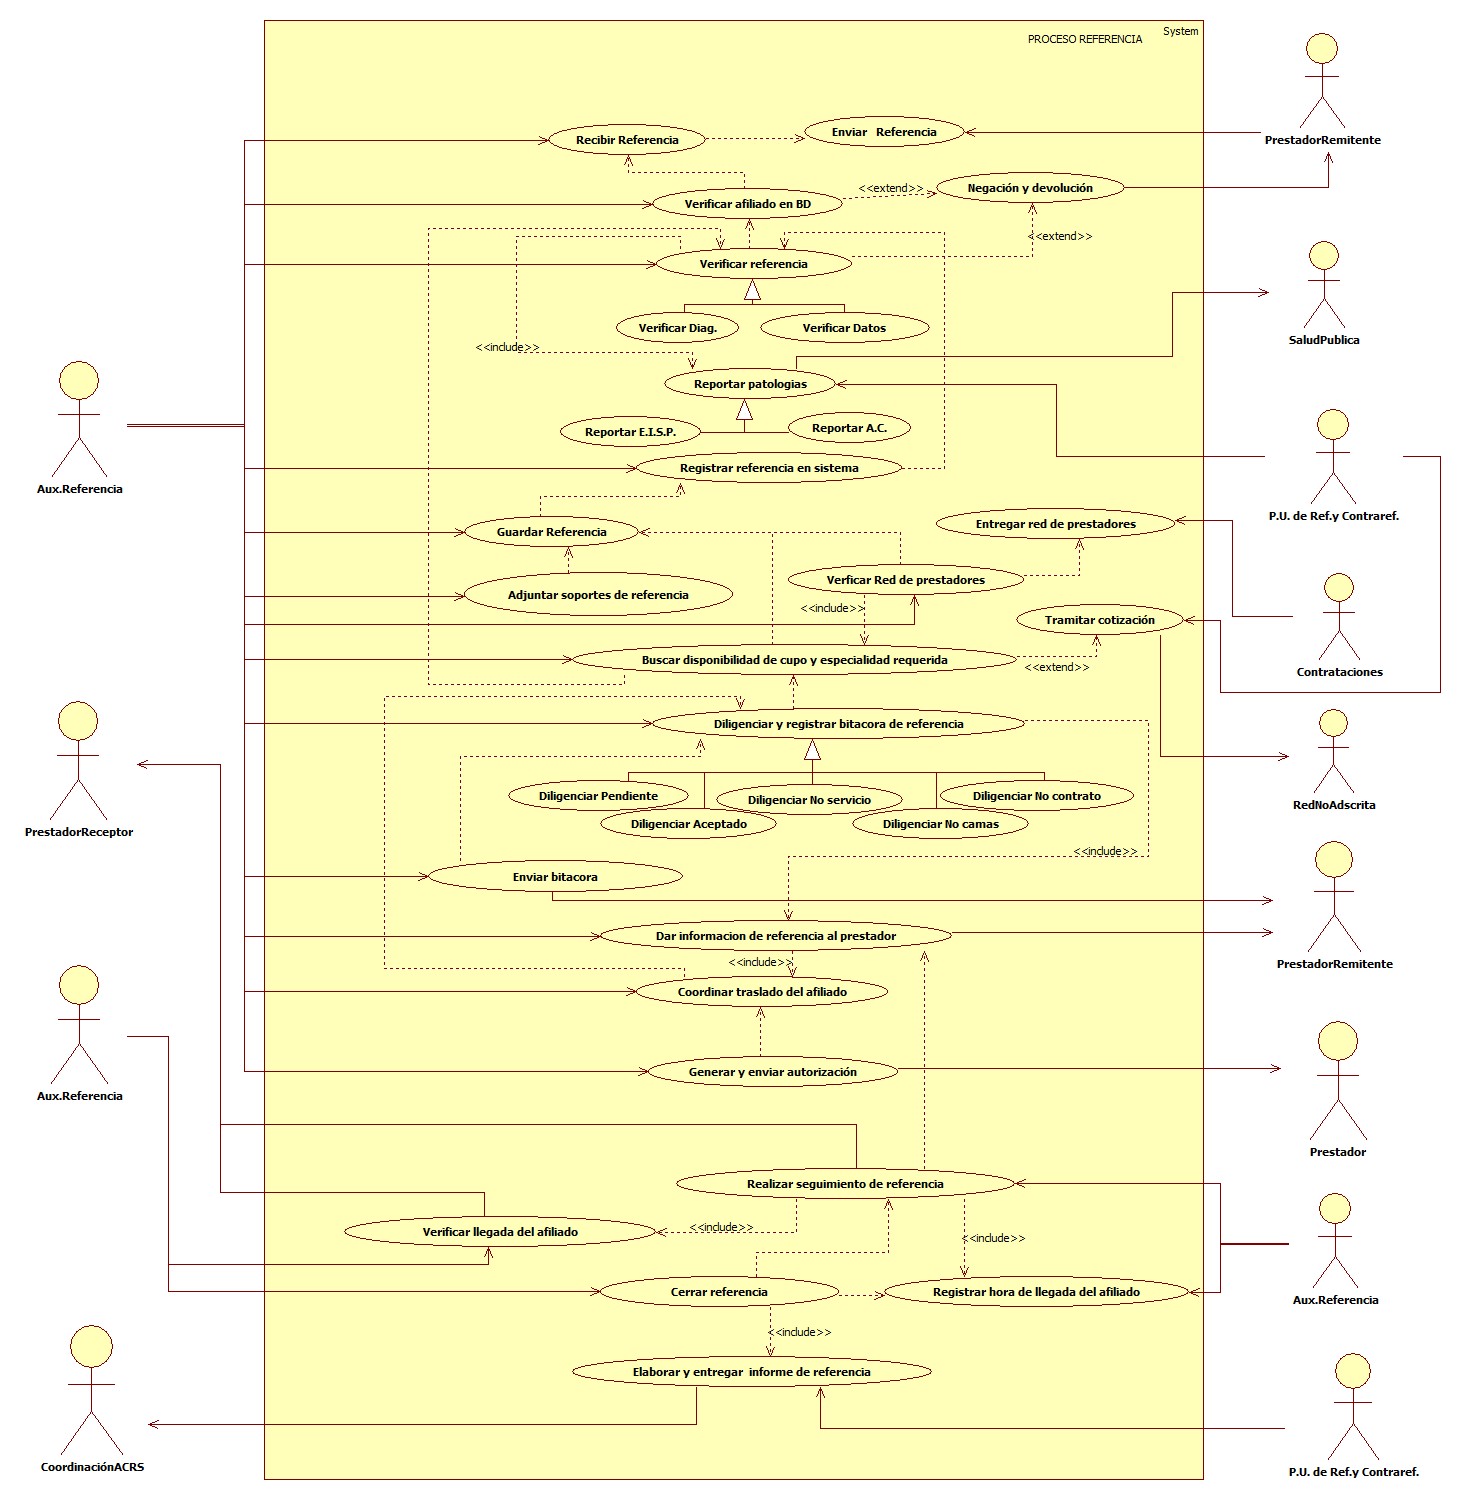 System
PROCESO REFERENCIA
Recibir Referencia
Enviar Referencia
PrestadorRemitente
Verificar afiliado en BD
<<extend>>
Negación y devolución
<<extend>>
Verificar referencia
Verificar Diag.
Verificar Datos
<<include>>
SaludPublica
Reportar patologias
Reportar E.I.S.P.
Reportar A.C.
Registrar referencia en sistema
Aux.Referencia
P.U. de Ref.y Contraref.
Guardar Referencia
Entregar red de prestadores
Verficar Red de prestadores
Adjuntar soportes de referencia
<<include>>
Tramitar cotización
Buscar disponibilidad de cupo y especialidad requerida
<<extend>>
Contrataciones
Diligenciar y registrar bitacora de referencia
Diligenciar Pendiente
Diligenciar No servicio
Diligenciar No contrato
Diligenciar Aceptado
Diligenciar No camas
RedNoAdscrita
PrestadorReceptor
<<include>>
Enviar bitacora
Dar informacion de referencia al prestador
<<include>>
PrestadorRemitente
Coordinar traslado del afiliado
Generar y enviar autorización
Aux.Referencia
Prestador
Realizar seguimiento de referencia
<<include>>
Verificar llegada del afiliado
<<include>>
Cerrar referencia
Registrar hora de llegada del afiliado
Aux.Referencia
<<include>>
Elaborar y entregar informe de referencia
CoordinaciónACRS
P.U. de Ref.y Contraref.